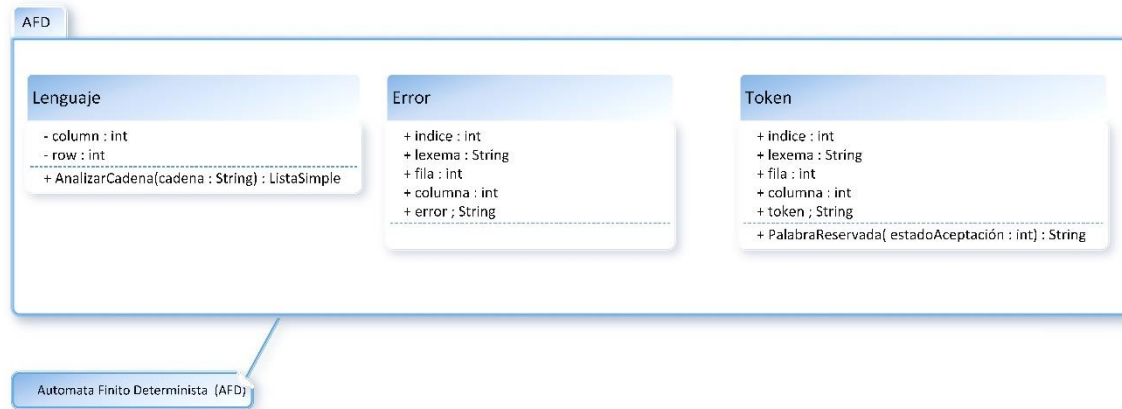 AFD
Lenguaje
- column : int
- row : int
+ AnalizarCadena(cadena : String) : ListaSimple
Error
+ indice : int
+ lexema : String
+ fila : int
+ columna : int
+ error ; String
Token
+ indice : int
+ lexema : String
+ fila : int
+ columna : int
+ token ; String
+ PalabraReservada( estadoAceptación : int) : String
Automata Finito Determinista (AFD)